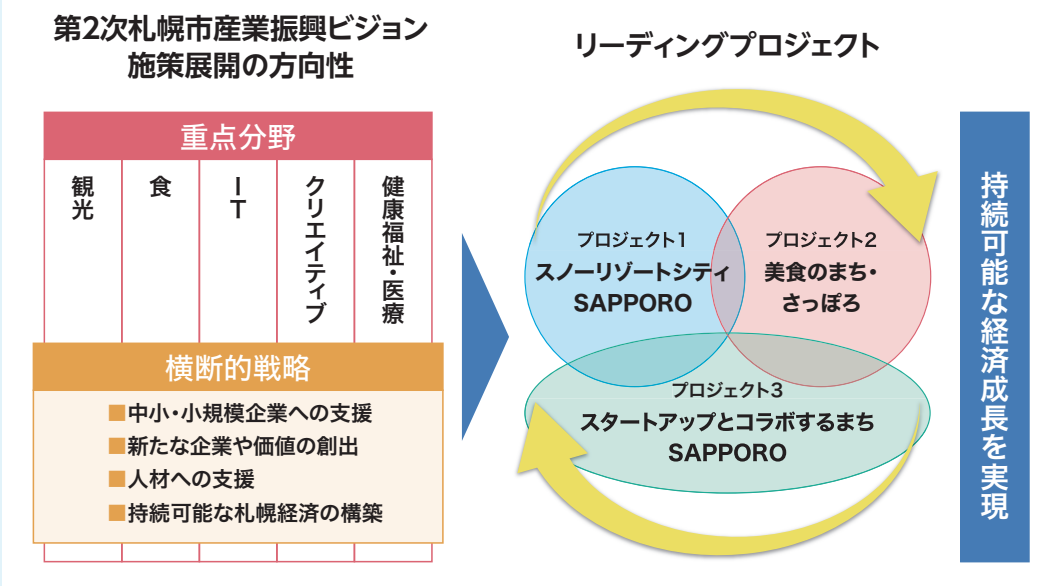 第2次札幌市産業振興ビジョン
施策展開の方向性
重点分野
観光
食
IT
クリエイティブ
健康福祉・医療
横断的戦略
■中小・小規模企業への支援
■新たな企業や価値の創出
■人材への支援
■持続可能な札幌経済の構築
リーディングプロジェクト
プロジェクト1
スノーリゾートシティ
SAPPORO
プロジェクト2
美食のまち・
さっぽろ
プロジェクト3
スタートアップとコラボするまち
SAPPORO
持続可能な経済成長を実現